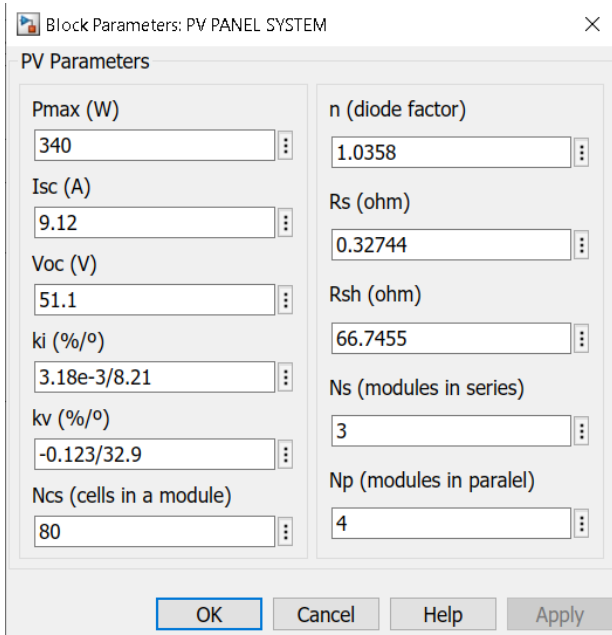 Block Parameters: PV PANEL SYSTEM
PV Parameters
Pmax (W)
340
Isc (A)
9.12
Voc (V)
51.1
ki (%/º)
3.18e-3/8.21
kv (%/º)
-0.123/32.9
Ncs (cells in a module)
80
n (diode factor)
1.0358
Rs (ohm)
0.32744
Rsh (ohm)
66.7455
Ns (modules in series)
3
Np (modules in paralel)
4
OK Cancel Help Apply